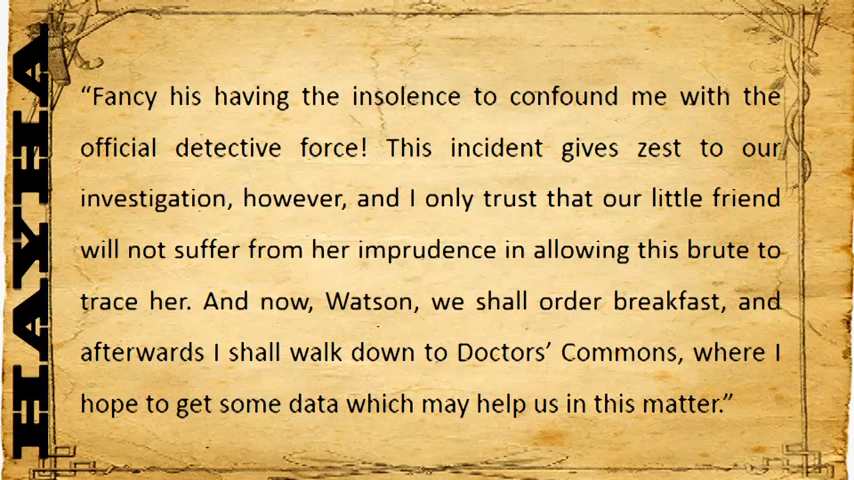 “Fancy his having the insolence to confound me with the
official detective force! This incident gives zest to our
investigation, however, and I only trust that our little friend
will not suffer from her imprudence in allowing this brute to
trace her. And now, Watson, we shall order breakfast, and
afterwards I shall walk down to Doctors’ Commons, where I
hope to get some data which may help us in this matter.”
HAYHA